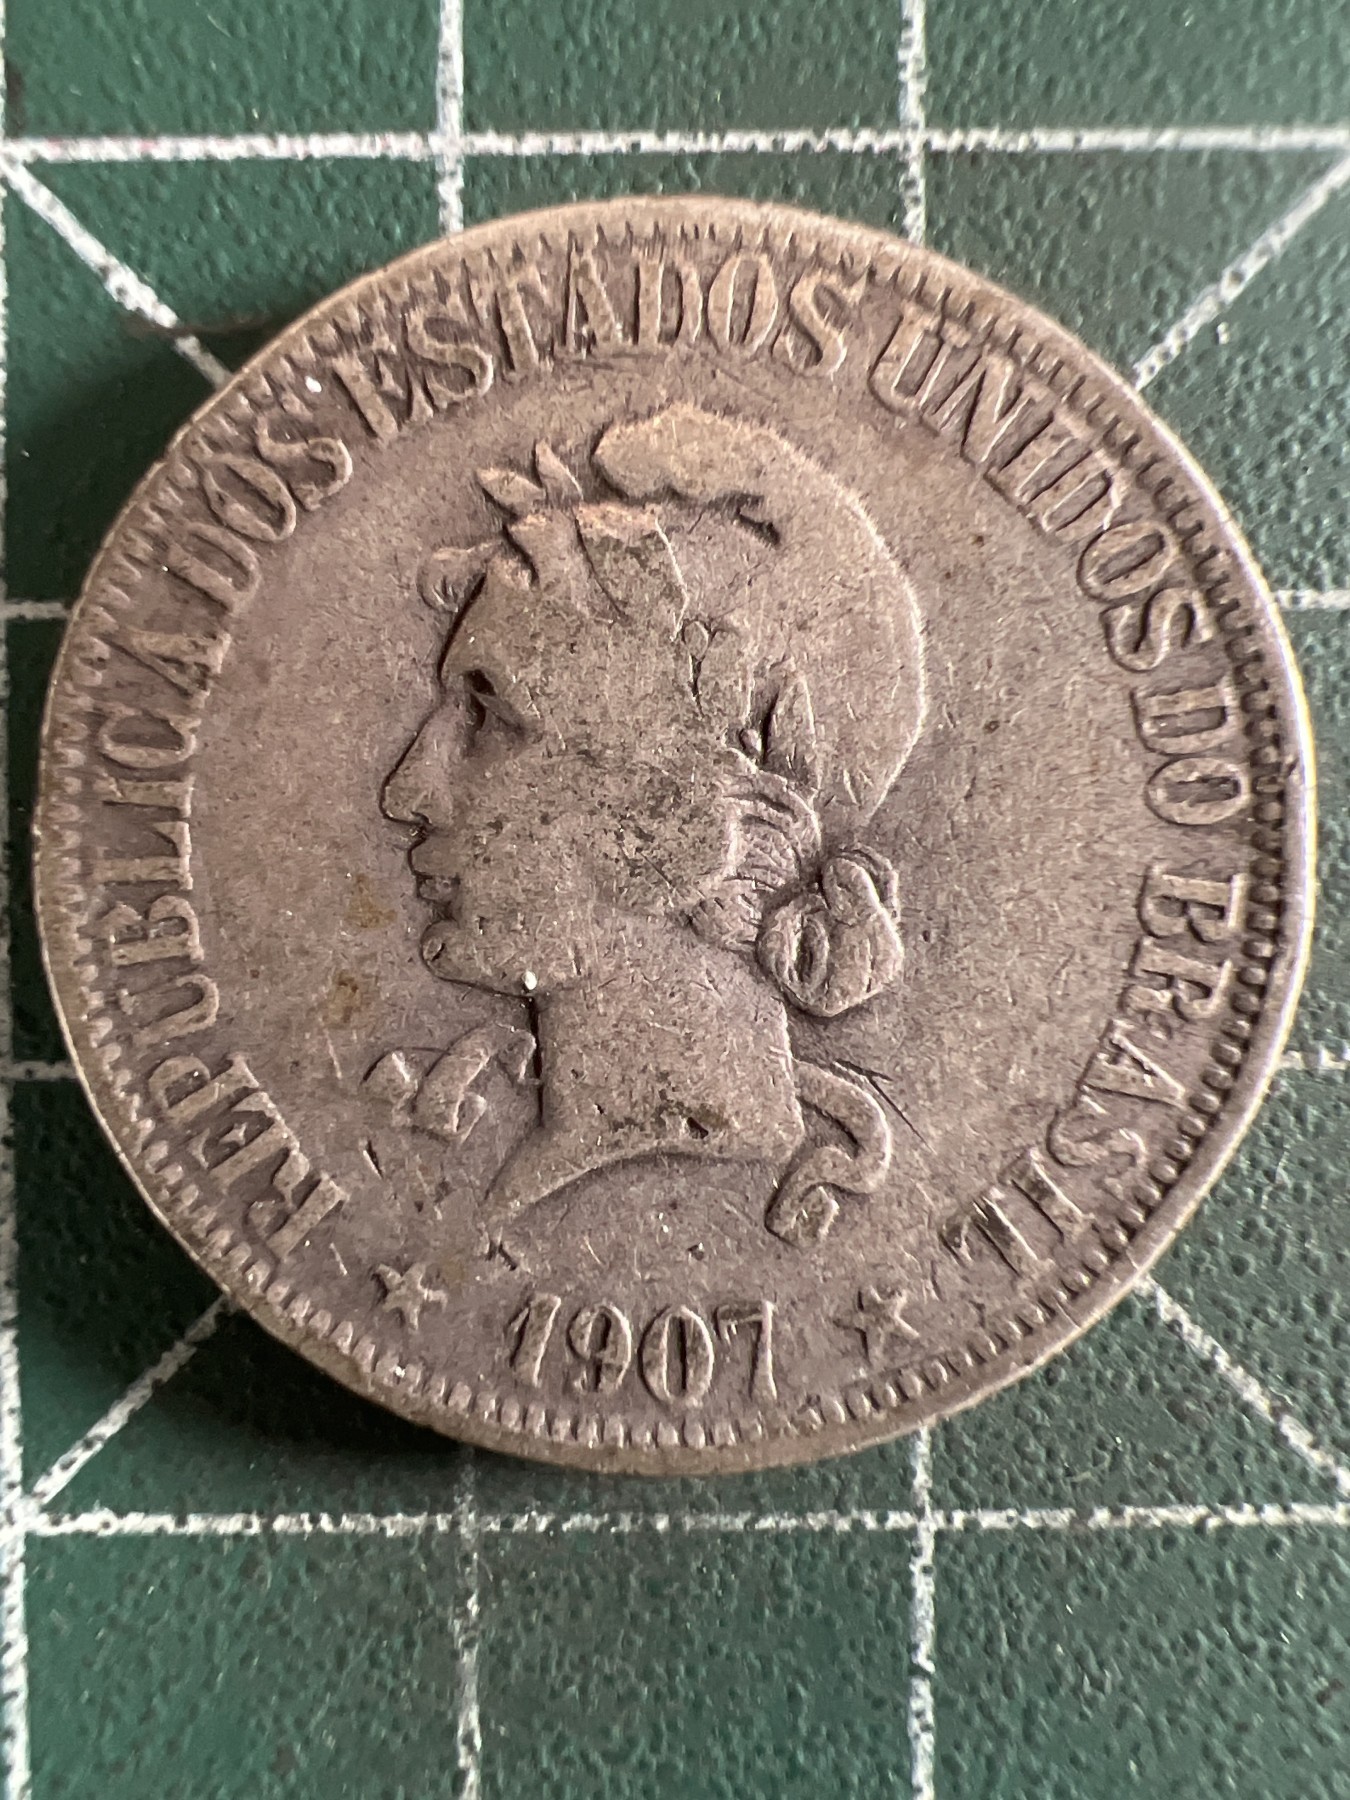 REPUBLICA DOS ESTADOS UNIDOS DO BRASIL
1907